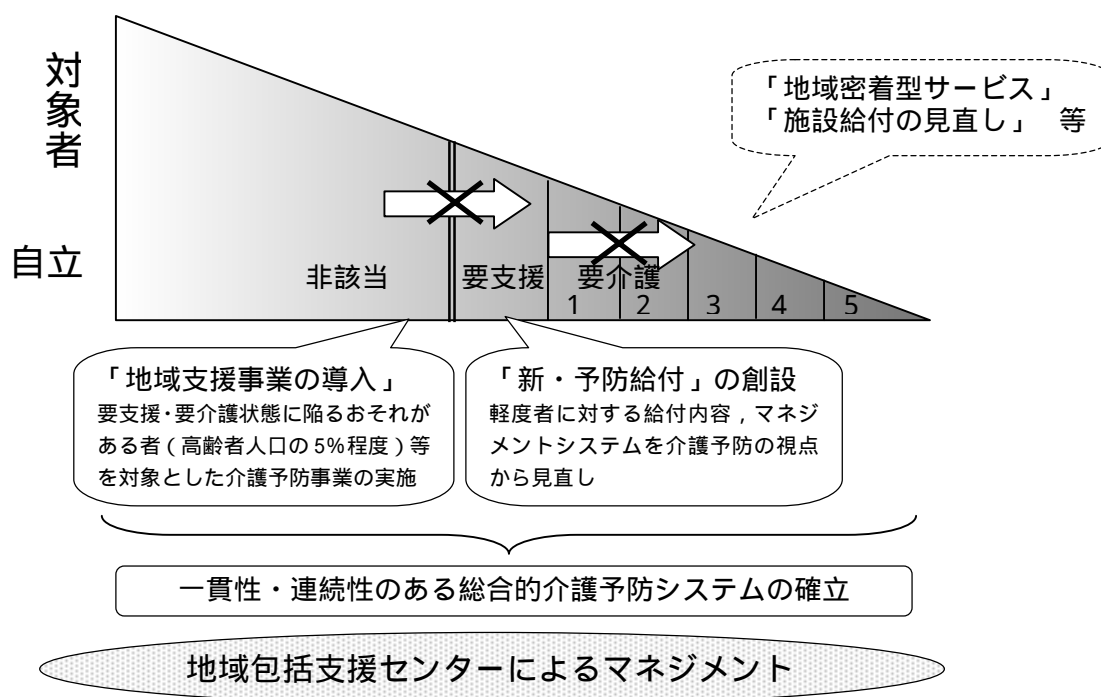 対象者
自立
「地域密着型サービス」
「施設給付の見直し」 等
非該当
要支援
要介護
1 2 3 4 5
「地域支援事業の導入」
要支援・要介護状態に陥るおそれが
ある者(高齢者人口の5%程度)等
を対象とした介護予防事業の実施
「新・予防給付」の創設
軽度者に対する給付内容,マネジ
メントシステムを介護予防の視点
から見直し
一貫性・連続性のある総合的介護予防システムの確立
地域包括支援センターによるマネジメント